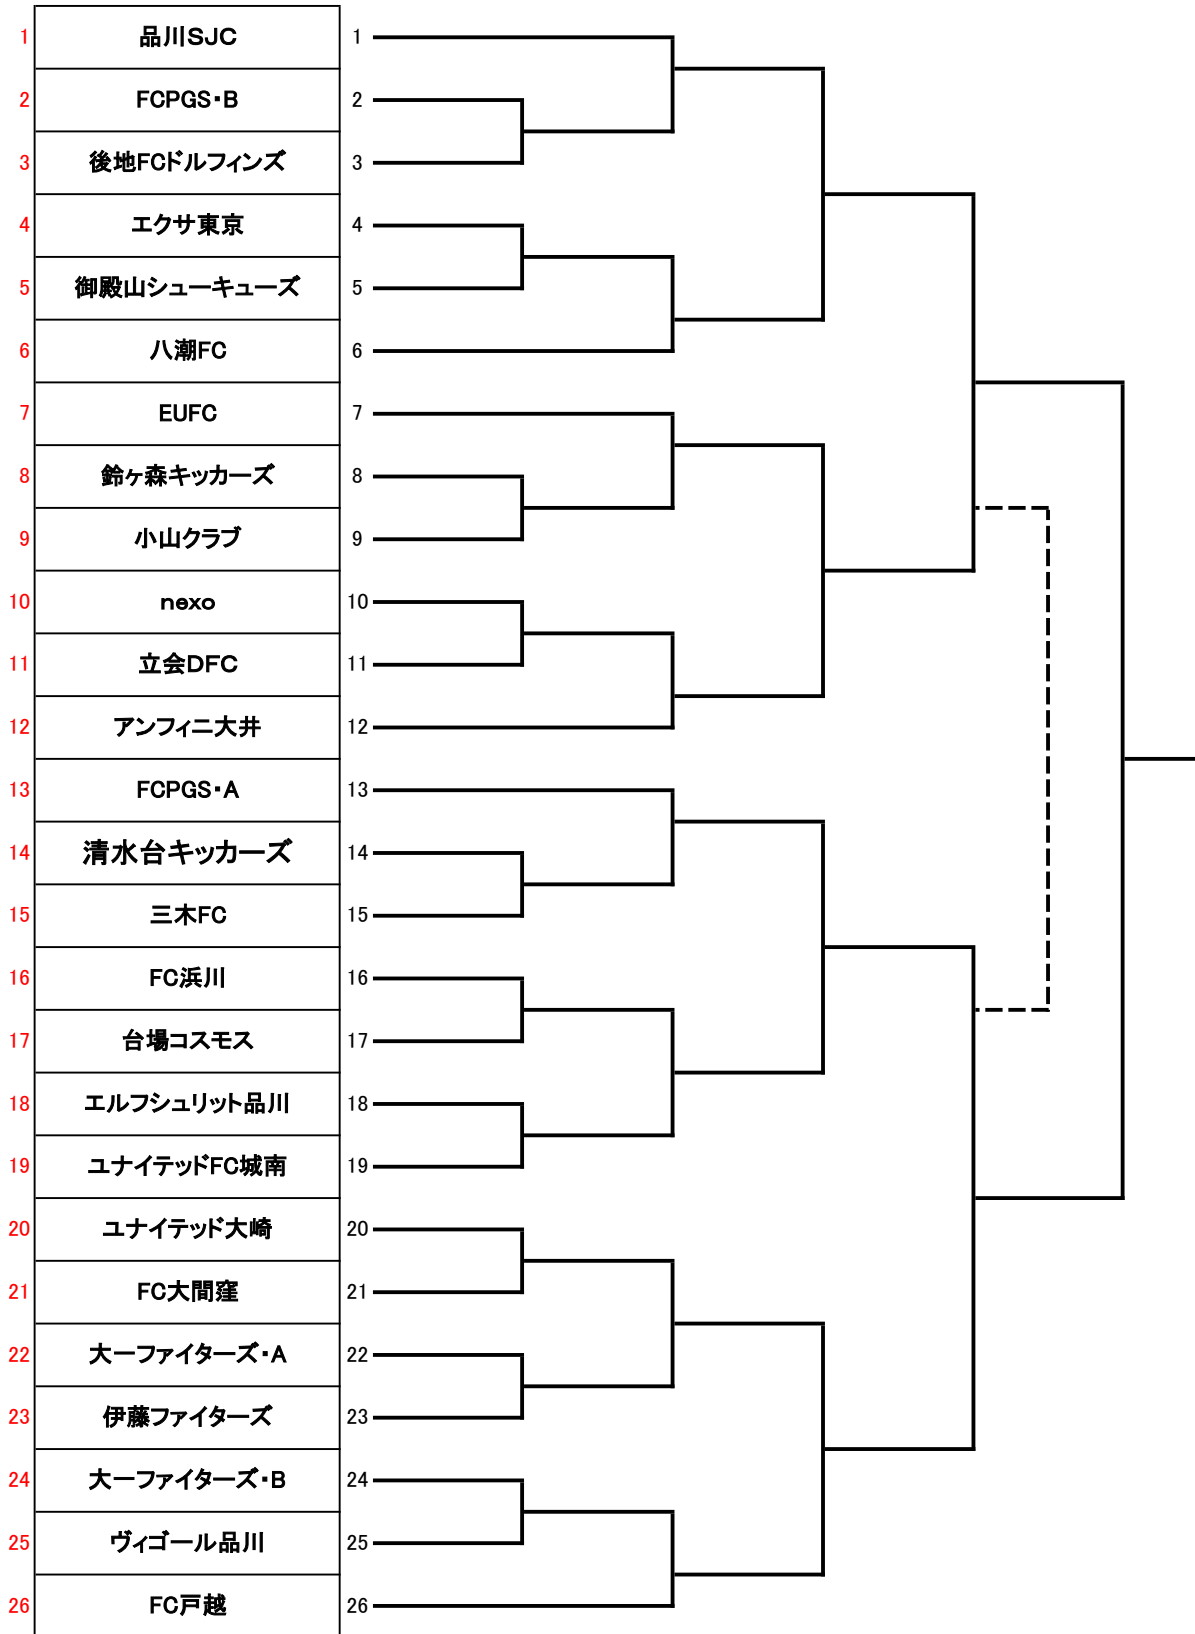 1 品川SJC 1
2 FCPGS・B 2
3 後地FCドルフィンズ 3
4 エクサ東京 4
5 御殿山シューキューズ 5
6 八潮FC 6
7 EUFC 7
8 鈴ヶ森キッカーズ 8
9 小山クラブ 9
10 nexo 10
11 立会DFC 11
12 アンフィニ大井 12
13 FCPGS・A 13
14 清水台キッカーズ 14
15 三木FC 15
16 FC浜川 16
17 台場コスモス 17
18 エルフシュリット品川 18
19 ユナイテッドFC城南 19
20 ユナイテッド大崎 20
21 FC大間窪 21
22 大一ファイターズ・A 22
23 伊藤ファイターズ 23
24 大一ファイターズ・B 24
25 ヴィゴール品川 25
26 FC戸越 26